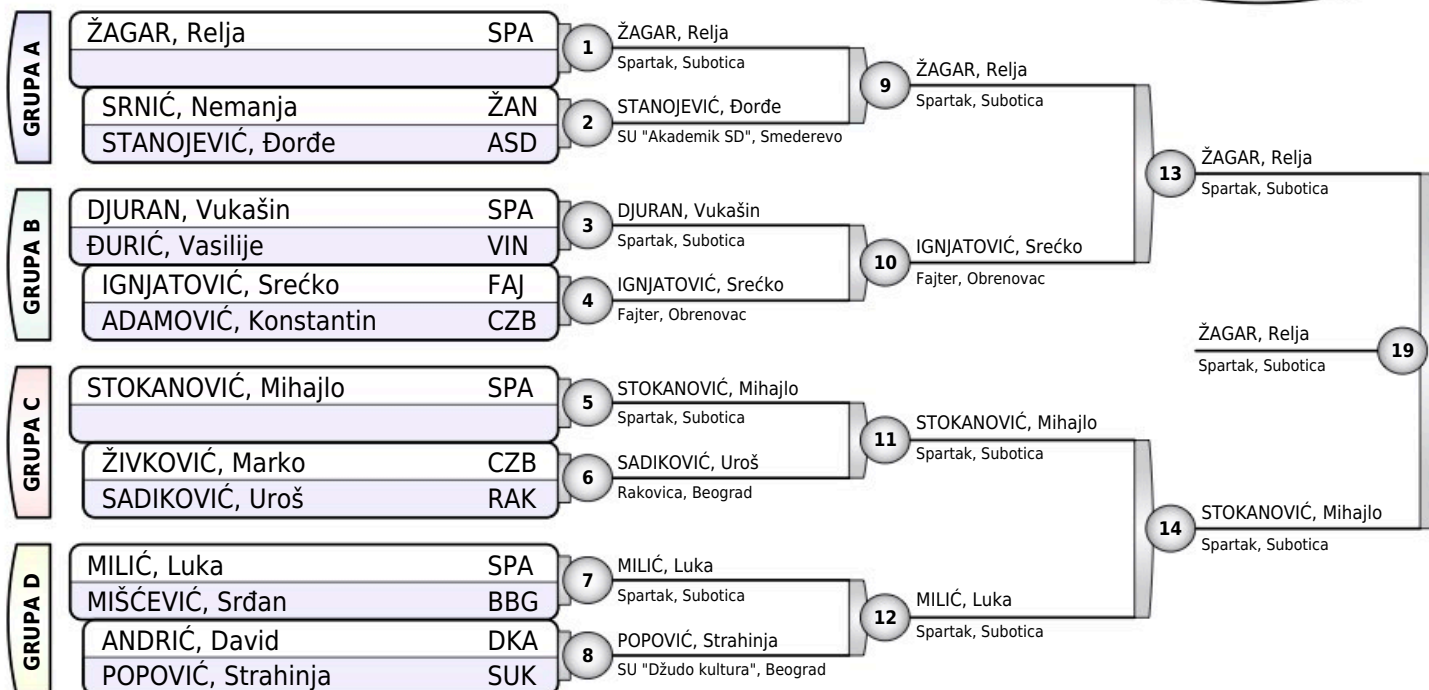 GRUPA A
ŽAGAR, Relja SPA
SRNIĆ, Nemanja ŽAN
STANOJEVIĆ, Đorđe ASD
GRUPA B
DJURAN, Vukašin SPA
ĐURIĆ, Vasilije VIN
IGNJATOVIĆ, Srećko FAJ
ADAMOVIĆ, Konstantin CZB
GRUPA C
STOKANOVIĆ, Mihajlo SPA
ŽIVKOVIĆ, Marko CZB
SADIKOVIĆ, Uroš RAK
GRUPA D
MILIĆ, Luka SPA
MIŠĆEVIĆ, Srđan BBG
ANDRIĆ, David DKA
POPOVIĆ, Strahinja SUK
1
ŽAGAR, Relja
Spartak, Subotica
2
STANOJEVIĆ, Đorđe
SU "Akademik SD", Smederevo
3
DJURAN, Vukašin
Spartak, Subotica
4
IGNJATOVIĆ, Srećko
Fajter, Obrenovac
5
STOKANOVIĆ, Mihajlo
Spartak, Subotica
6
SADIKOVIĆ, Uroš
Rakovica, Beograd
7
MILIĆ, Luka
Spartak, Subotica
8
POPOVIĆ, Strahinja
SU "Džudo kultura", Beograd
9
ŽAGAR, Relja
Spartak, Subotica
10
IGNJATOVIĆ, Srećko
Fajter, Obrenovac
11
STOKANOVIĆ, Mihajlo
Spartak, Subotica
12
MILIĆ, Luka
Spartak, Subotica
13
ŽAGAR, Relja
Spartak, Subotica
14
STOKANOVIĆ, Mihajlo
Spartak, Subotica
ŽAGAR, Relja
Spartak, Subotica
19